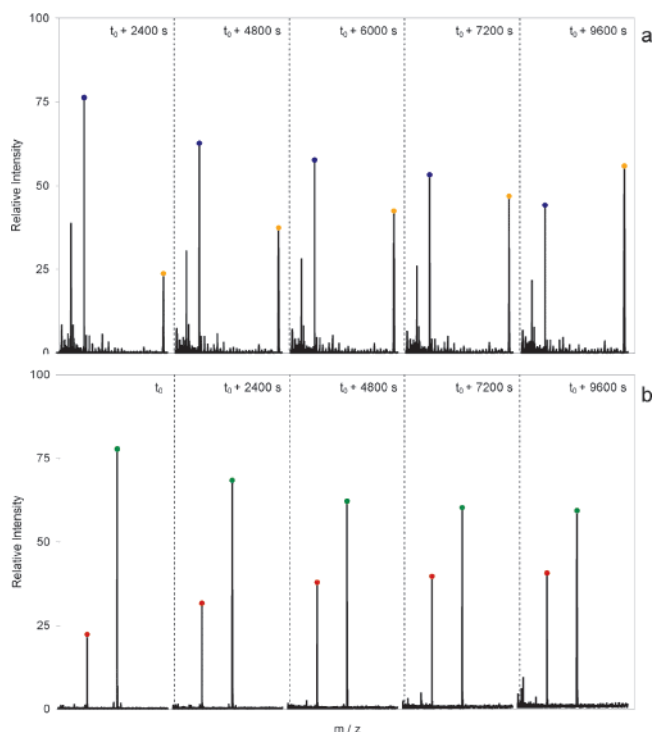 100
t₀ + 2400 s
t₀ + 4800 s
t₀ + 6000 s
t₀ + 7200 s
t₀ + 9600 s
a
75
50
25
0
Relative Intensity
100
t₀
t₀ + 2400 s
t₀ + 4800 s
t₀ + 7200 s
t₀ + 9600 s
b
75
50
25
0
Relative Intensity
m / z